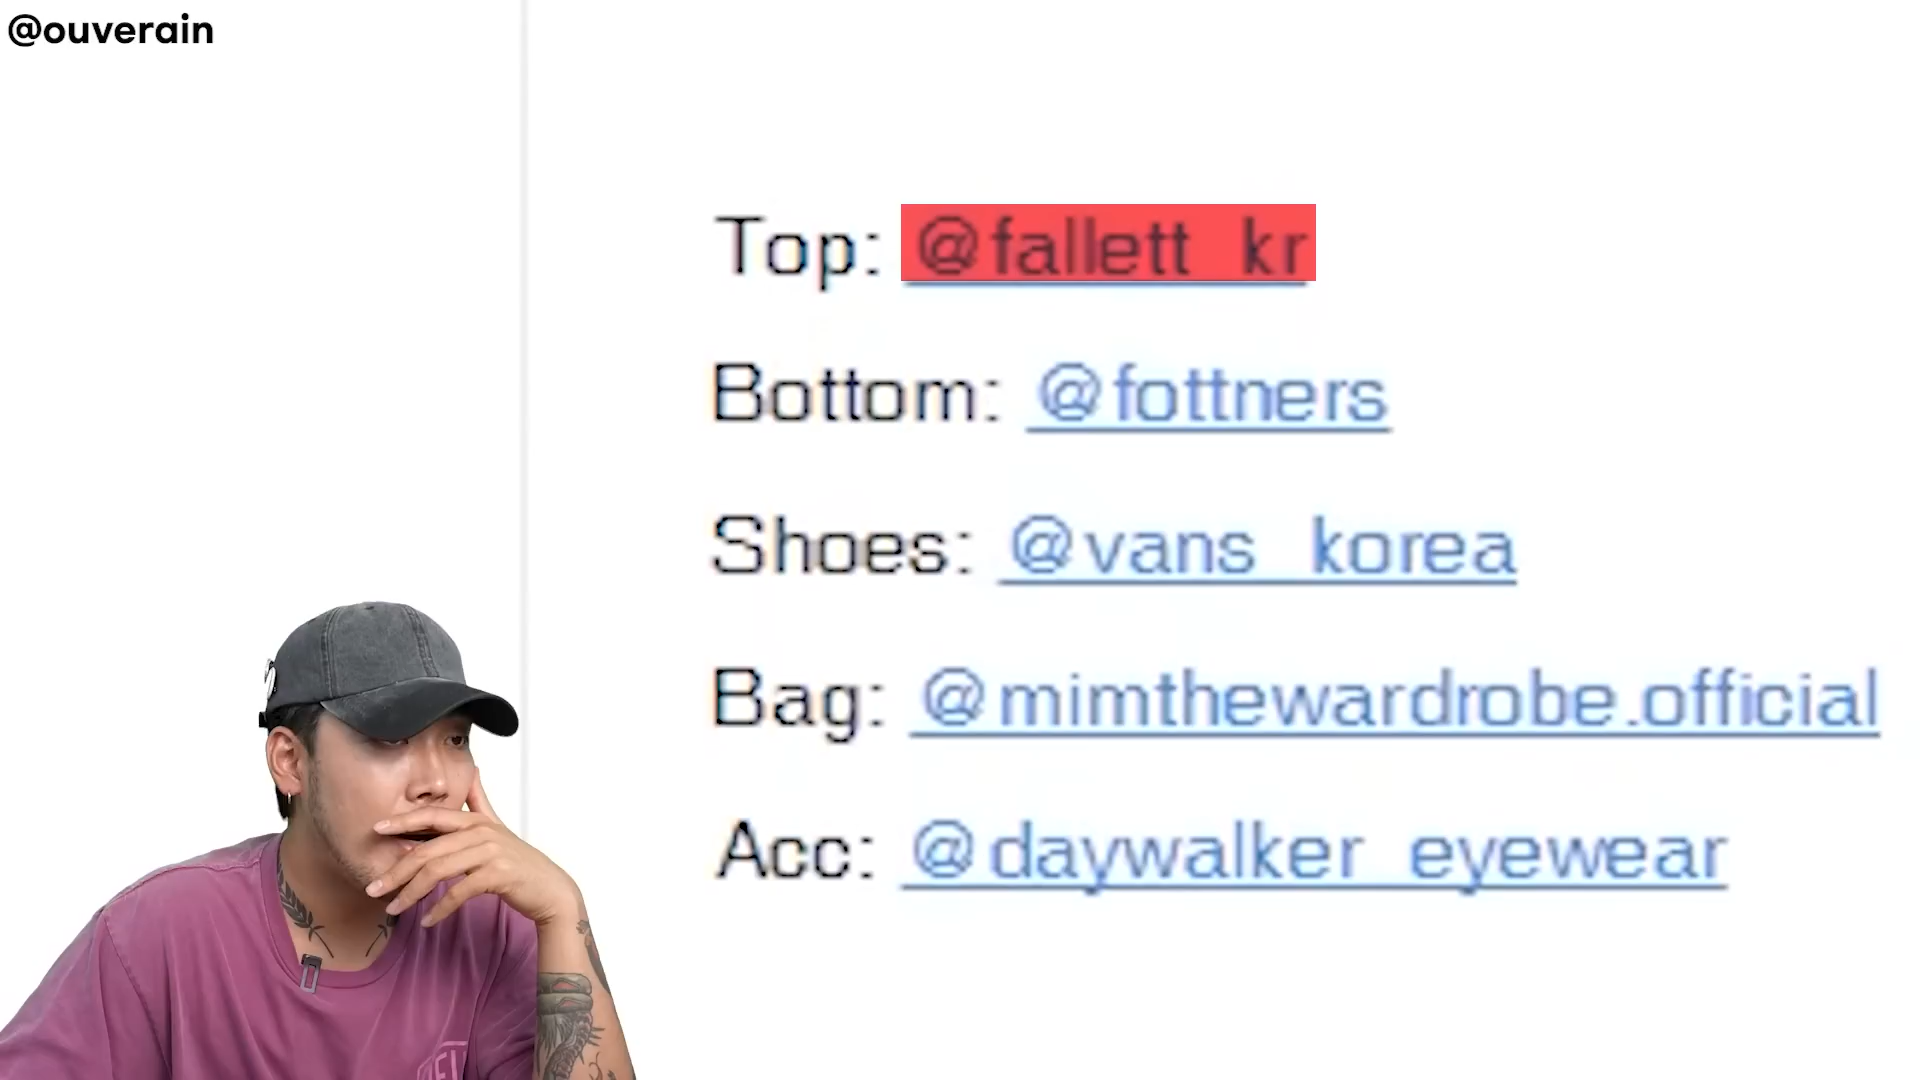 @ouverain
Top: @fallett_kr
Bottom: @fottners
Shoes: @vans_korea
Bag: @mimthewardrobe.official
Acc: @daywalker_eyewear